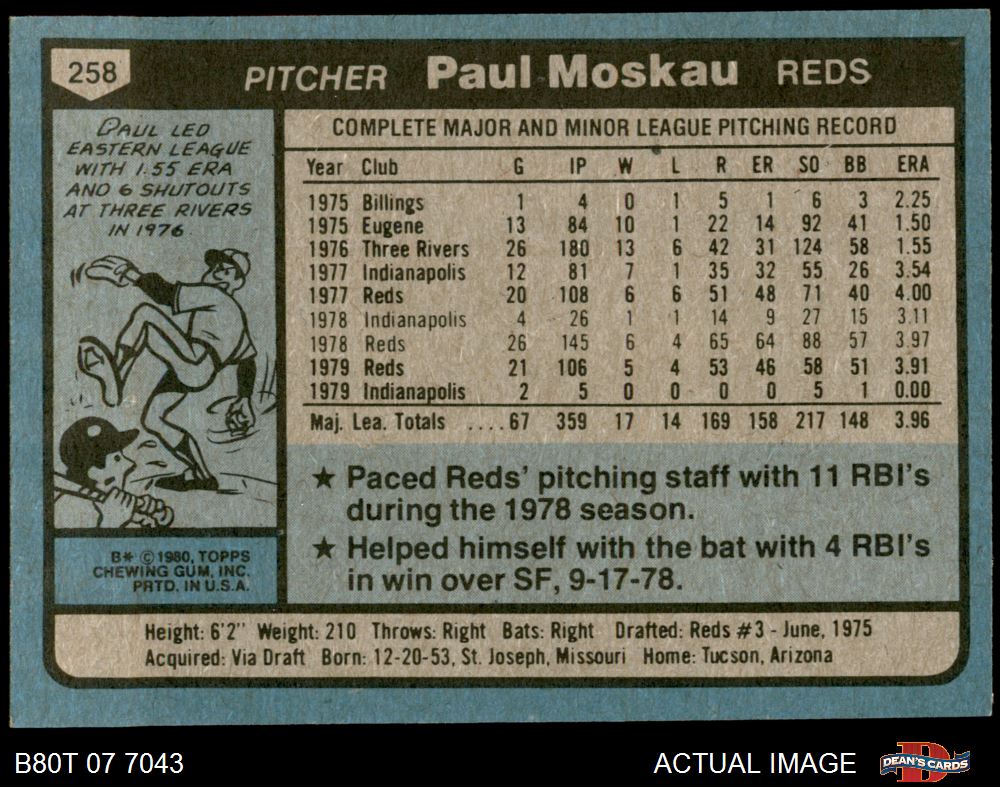 258
PITCHER Paul Moskau REDS
PAUL LED
EASTERN LEAGUE
WITH 1.55 ERA
AND 6 SHUTOUTS
AT THREE RIVERS
IN 1976
COMPLETE MAJOR AND MINOR LEAGUE PITCHING RECORD
Year Club G IP W L R ER SO BB ERA
1975 Billings 1 4 0 1 5 1 6 3 2.25
1975 Eugene 13 84 10 1 22 14 92 41 1.50
1976 Three Rivers 26 180 13 6 42 31 124 58 1.55
1977 Indianapolis 12 81 7 1 35 32 55 26 3.54
1977 Reds 20 108 6 6 51 48 71 40 4.00
1978 Indianapolis 4 26 1 1 14 9 27 15 3.11
1978 Reds 26 145 6 4 65 64 88 57 3.97
1979 Reds 21 106 5 4 53 46 58 51 3.91
1979 Indianapolis 2 5 0 0 0 0 5 1 0.00
Maj. Lea. Totals ....67 359 17 14 169 158 217 148 3.96
★ Paced Reds' pitching staff with 11 RBI's
during the 1978 season.
★ Helped himself with the bat with 4 RBI's
in win over SF, 9-17-78.
B* © 1980, TOPPS
CHEWING GUM, INC.
PRTD. IN U.S.A.
Height: 6'2" Weight: 210 Throws: Right Bats: Right Drafted: Reds #3 - June, 1975
Acquired: Via Draft Born: 12-20-53, St. Joseph, Missouri Home: Tucson, Arizona
B80T 07 7043 ACTUAL IMAGE DEAN'S CARDS